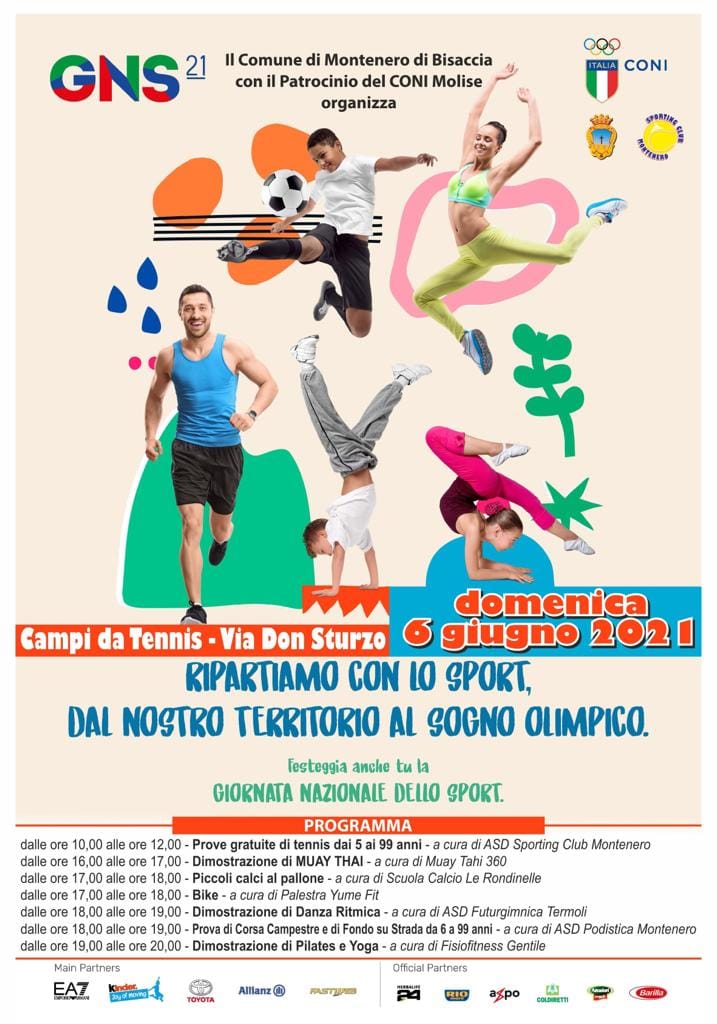 GNS 21
Il Comune di Montenero di Bisaccia
con il Patrocinio del CONI Molise
organizza
ITALIA
CONI
SPORTING CLUB
MONTENERO
Campi da Tennis - Via Don Sturzo
domenica
6 giugno 2021
RIPARTIAMO CON LO SPORT,
DAL NOSTRO TERRITORIO AL SOGNO OLIMPICO.
Festeggia anche tu la
GIORNATA NAZIONALE DELLO SPORT.
PROGRAMMA
dalle ore 10,00 alle ore 12,00 - Prove gratuite di tennis dai 5 ai 99 anni - a cura di ASD Sporting Club Montenero
dalle ore 16,00 alle ore 17,00 - Dimostrazione di MUAY THAI - a cura di Muay Tahi 360
dalle ore 17,00 alle ore 18,00 - Piccoli calci al pallone - a cura di Scuola Calcio Le Rondinelle
dalle ore 17,00 alle ore 18,00 - Bike - a cura di Palestra Yume Fit
dalle ore 18,00 alle ore 19,00 - Dimostrazione di Danza Ritmica - a cura di ASD Futurgimnica Termoli
dalle ore 18,00 alle ore 19,00 - Prova di Corsa Campestre e di Fondo su Strada da 6 a 99 anni - a cura di ASD Podistica Montenero
dalle ore 19,00 alle ore 20,00 - Dimostrazione di Pilates e Yoga - a cura di Fisiofitness Gentile
Main Partners
Official Partners
EA7
EMPORIO ARMANI
Kinder
Joy of moving
TOYOTA
Allianz
FASTWEB
HERBALIFE
24
RIO
axpo
COLDIRETTI
Barilla